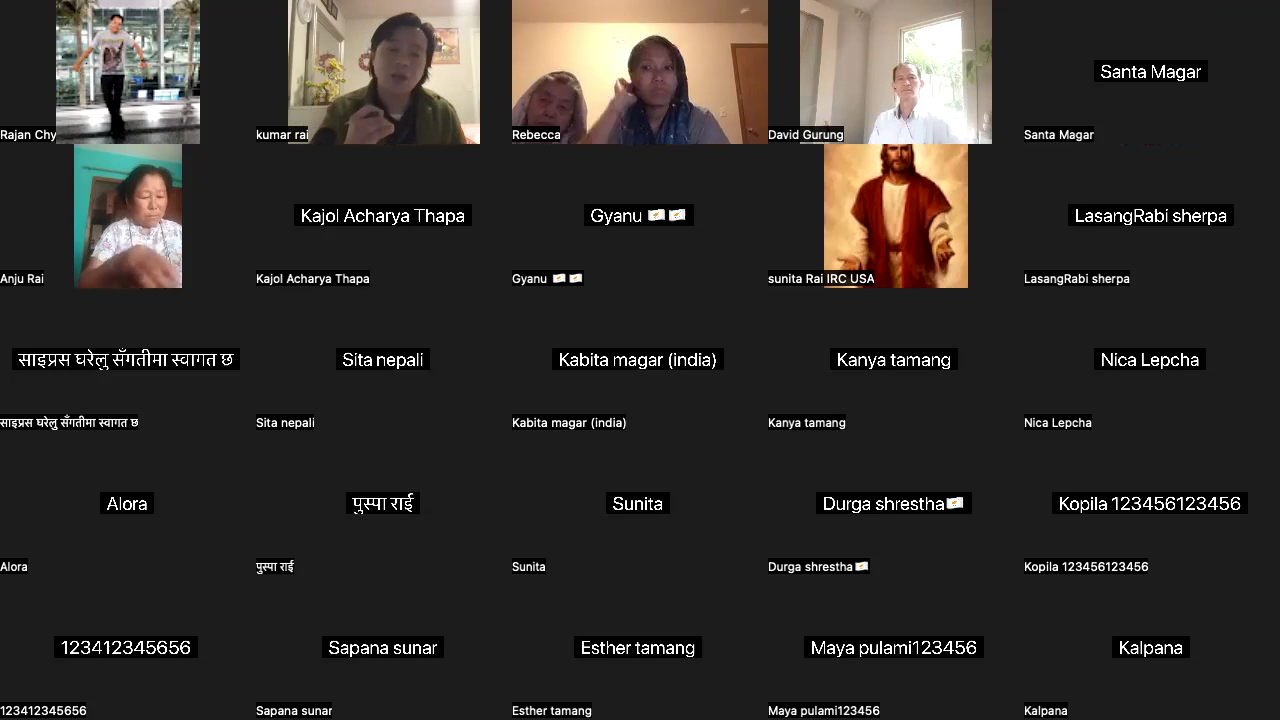 Rajan Chy
kumar rai
Rebecca
David Gurung
Santa Magar
Santa Magar
Anju Rai
Kajol Acharya Thapa
Kajol Acharya Thapa
Gyanu 🇨🇾🇨🇾
Gyanu 🇨🇾🇨🇾
sunita Rai IRC USA
LasangRabi sherpa
LasangRabi sherpa
साइप्रस घरेलु सँगतीमा स्वागत छ
साइप्रस घरेलु सँगतीमा स्वागत छ
Sita nepali
Sita nepali
Kabita magar (india)
Kabita magar (india)
Kanya tamang
Kanya tamang
Nica Lepcha
Nica Lepcha
Alora
Alora
पुस्पा राई
पुस्पा राई
Sunita
Sunita
Durga shrestha🇨🇾
Durga shrestha🇨🇾
Kopila 123456123456
Kopila 123456123456
123412345656
123412345656
Sapana sunar
Sapana sunar
Esther tamang
Esther tamang
Maya pulami123456
Maya pulami123456
Kalpana
Kalpana